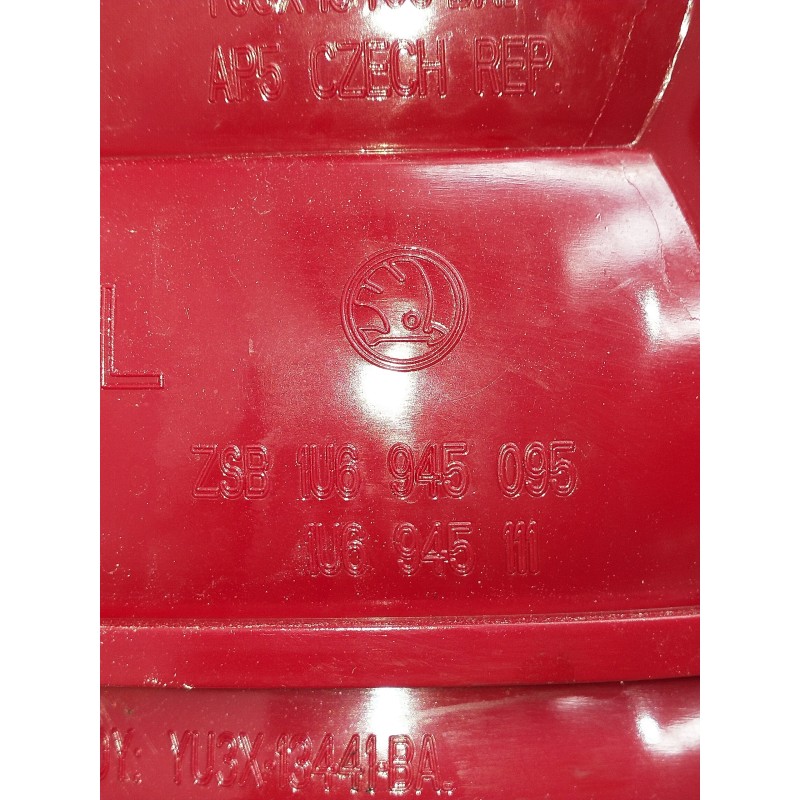 AP5 CZECH REP.
L
ZSB 1U6 945 095
1U6 945 111
YU3X-13441-BA.